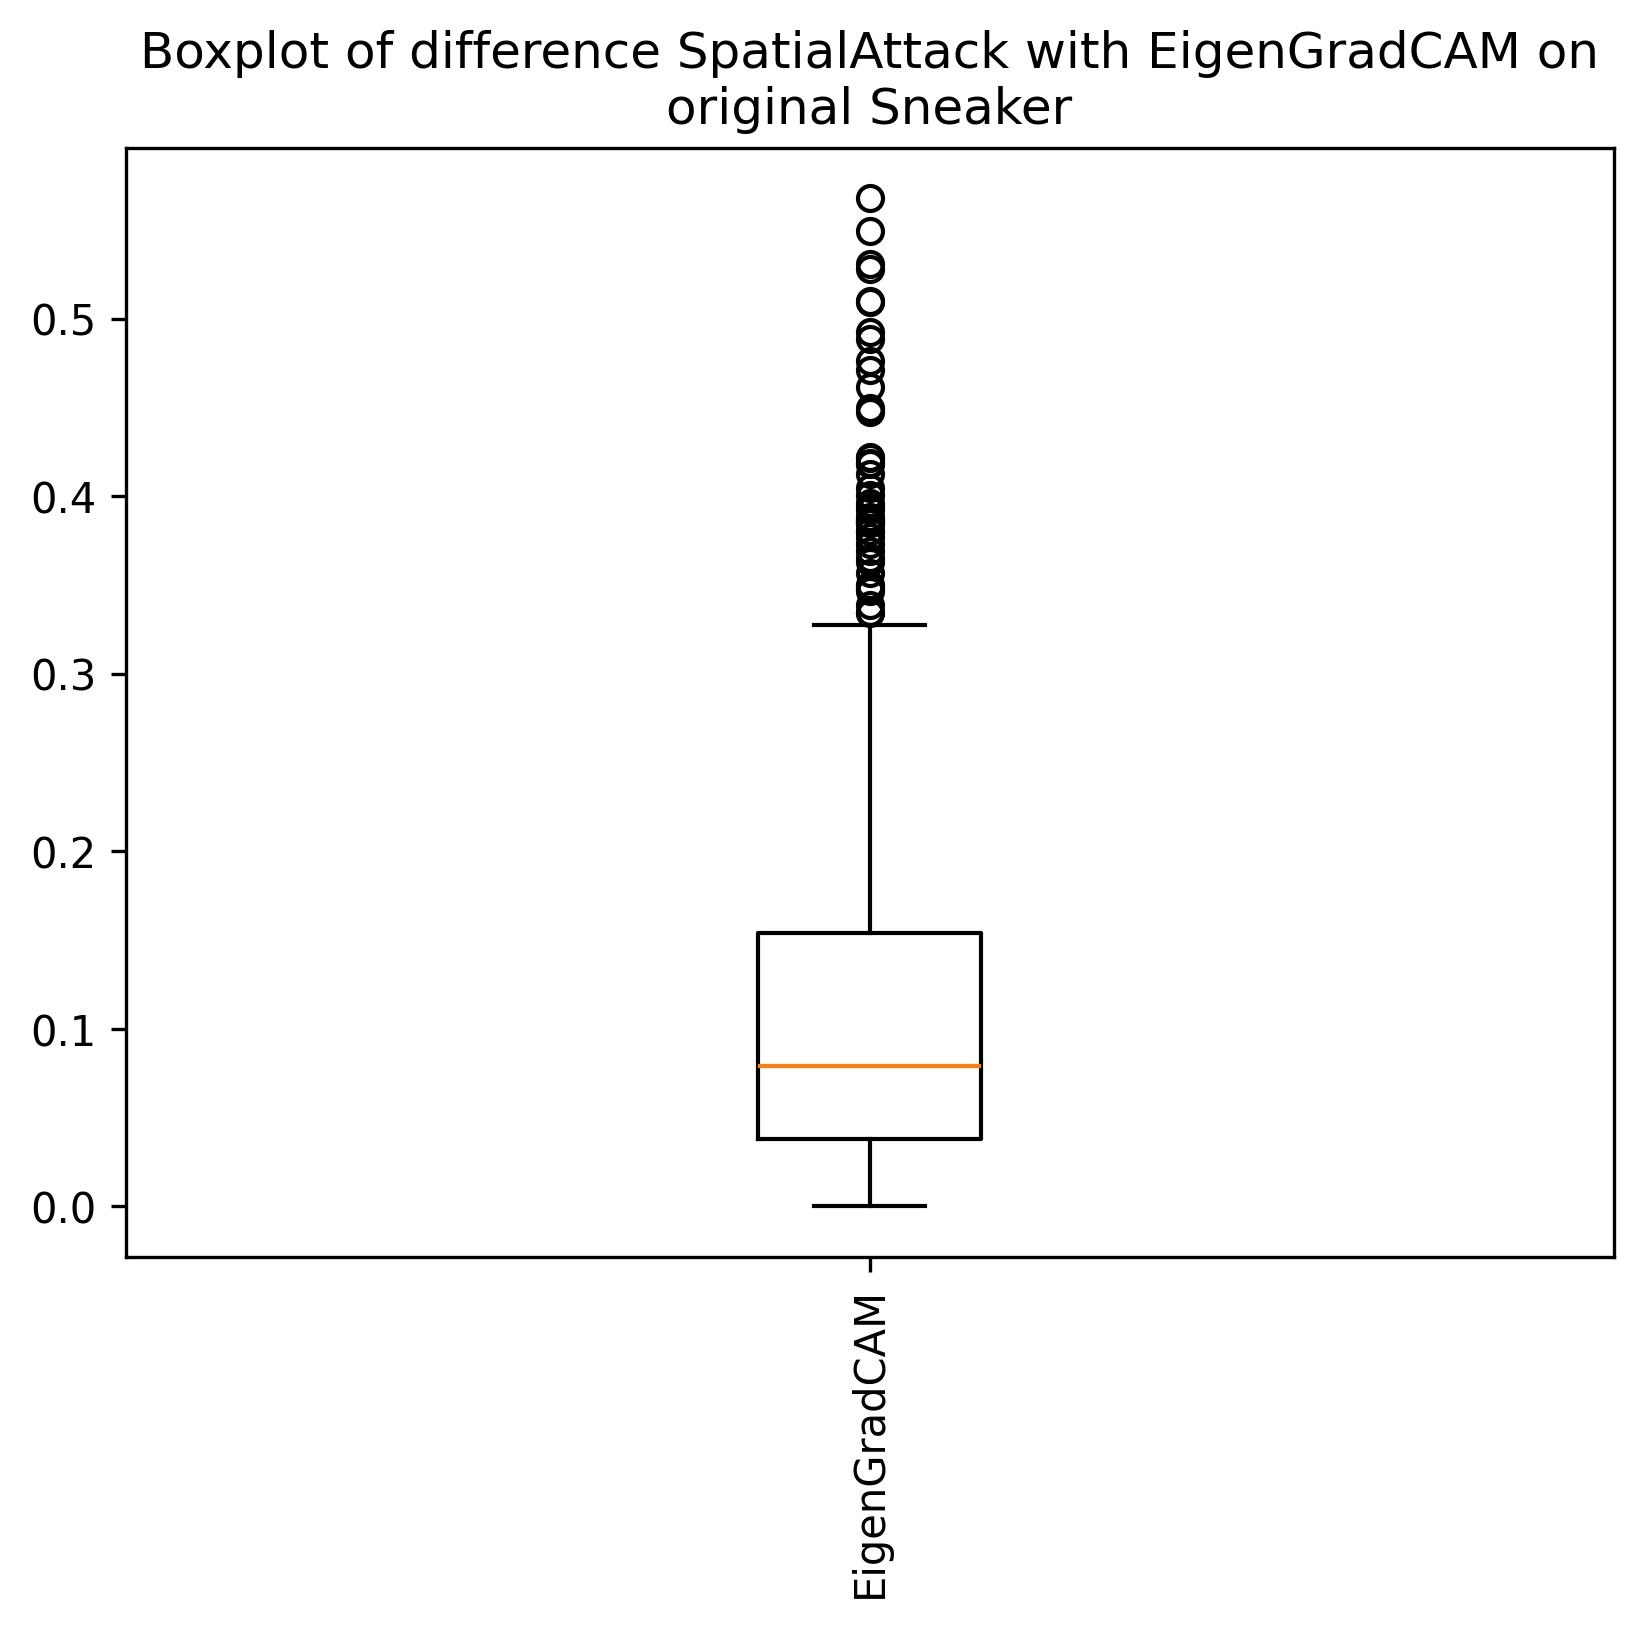 Boxplot of difference SpatialAttack with EigenGradCAM on
original Sneaker
0.5
0.4
0.3
0.2
0.1
0.0
EigenGradCAM